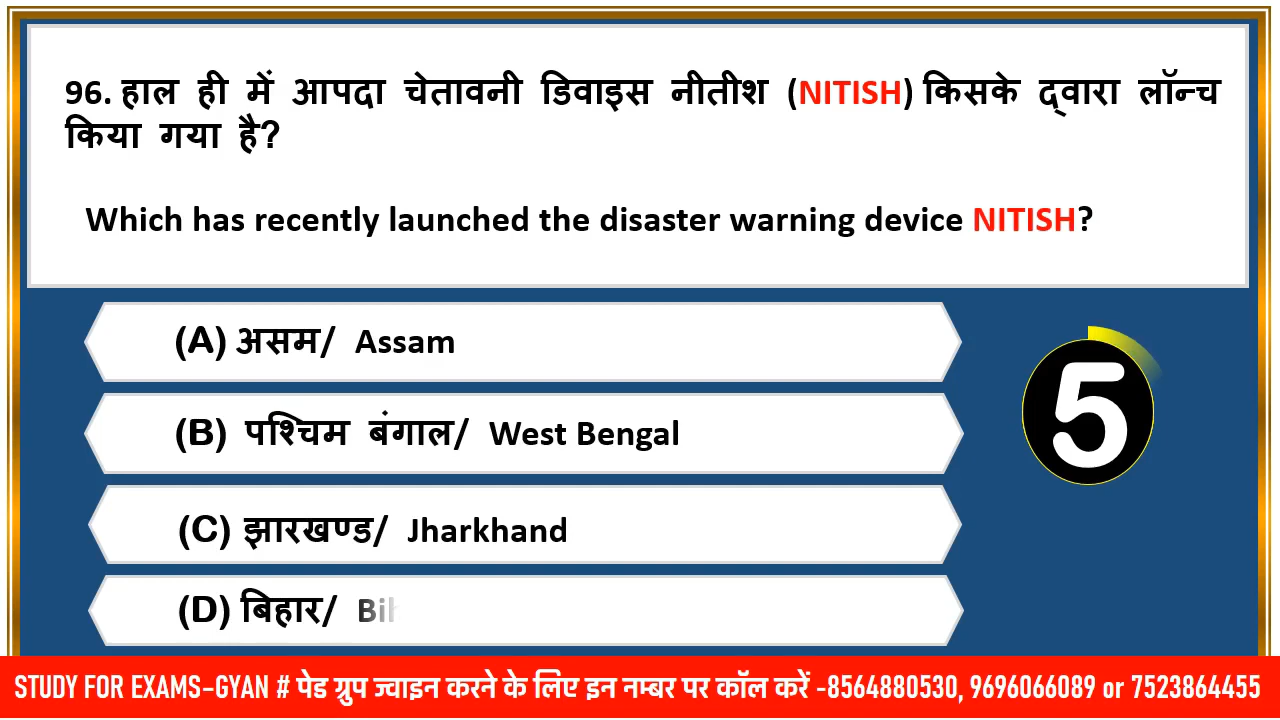 96. हाल ही में आपदा चेतावनी डिवाइस नीतीश (NITISH) किसके द्वारा लॉन्च
किया गया है?
Which has recently launched the disaster warning device NITISH?
(A) असम/ Assam
(B) पश्चिम बंगाल/ West Bengal
5
(C) झारखण्ड/ Jharkhand
(D) बिहार/ Bih
STUDY FOR EXAMS-GYAN # पेड ग्रुप ज्वाइन करने के लिए इन नम्बर पर कॉल करें -8564880530, 9696066089 or 7523864455